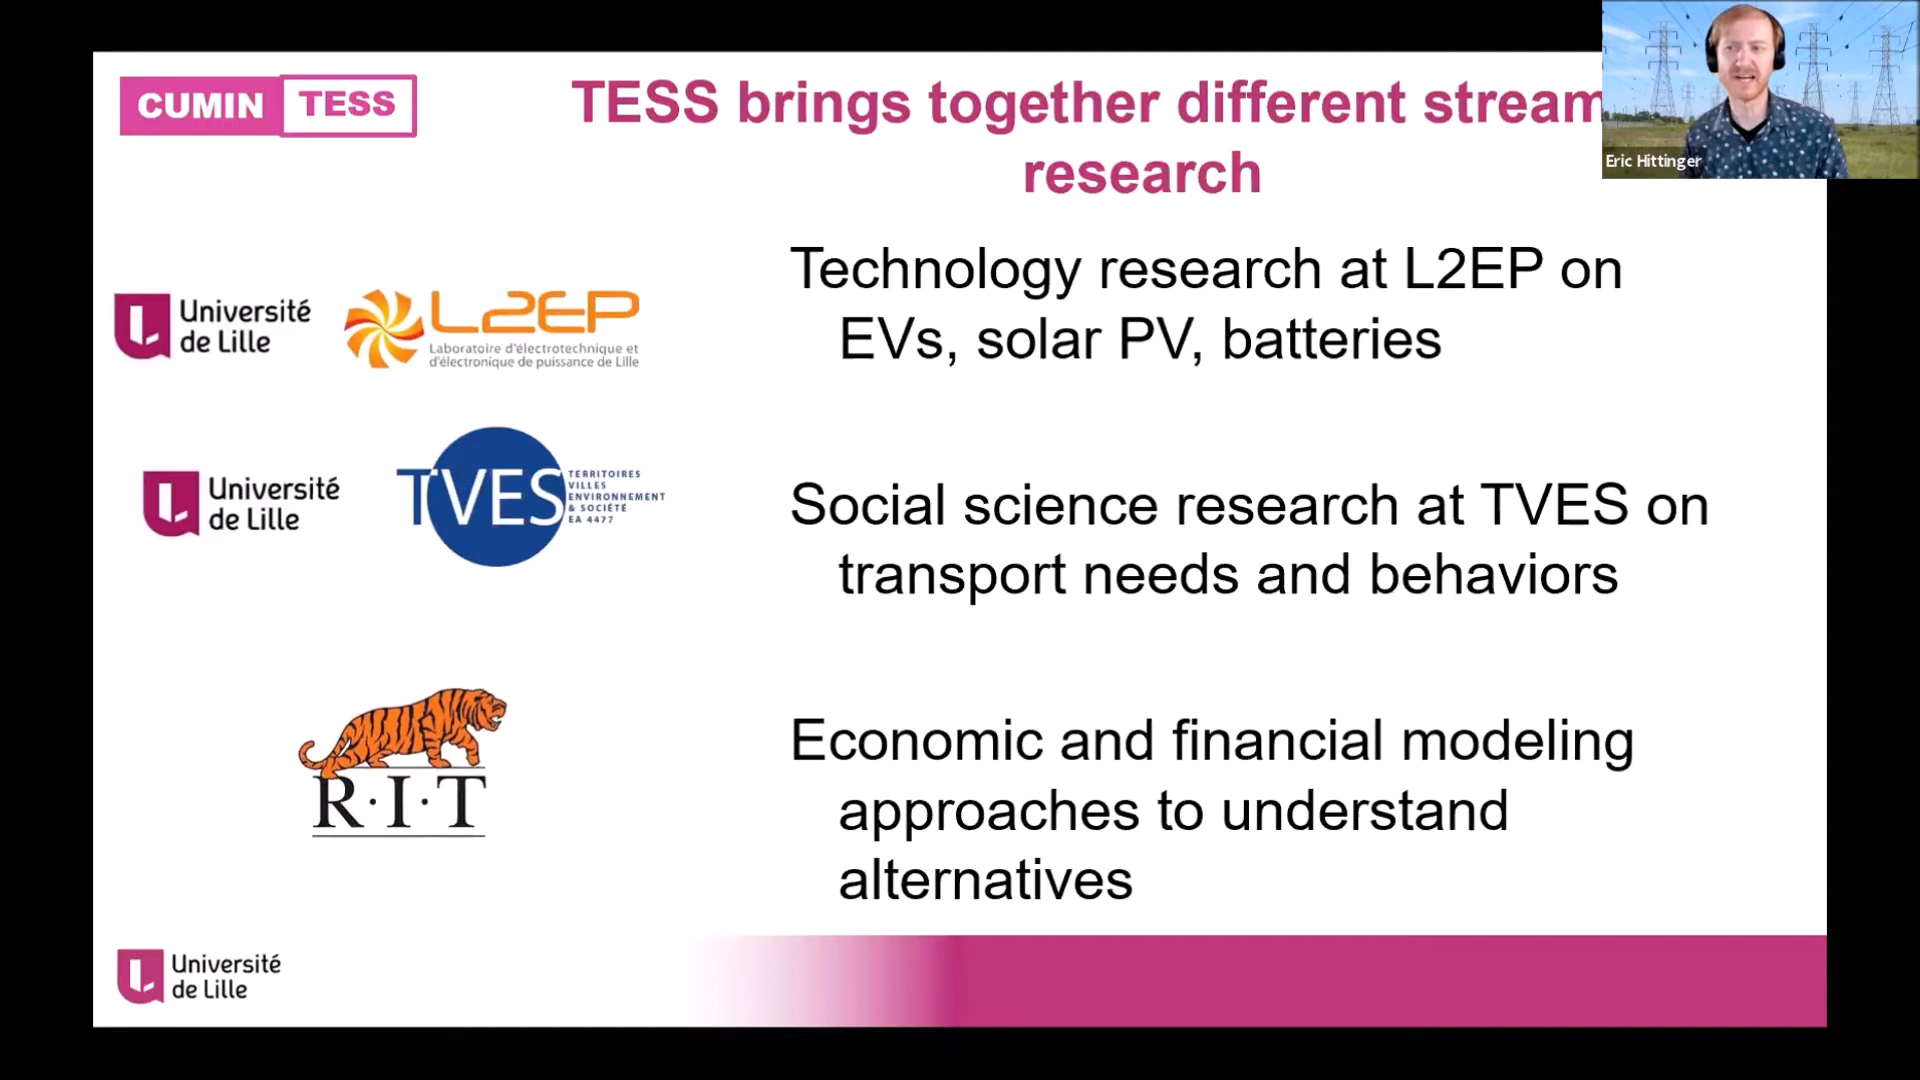 CUMIN TESS
TESS brings together different stream
research
Eric Hittinger
Université
de Lille
L2EP
Laboratoire d'électrotechnique et
d'électronique de puissance de Lille
Technology research at L2EP on
EVs, solar PV, batteries
Université
de Lille
TVES
TERRITOIRES
VILLES
ENVIRONNEMENT
& SOCIÉTÉ
EA 4477
Social science research at TVES on
transport needs and behaviors
R·I·T
Economic and financial modeling
approaches to understand
alternatives
Université
de Lille